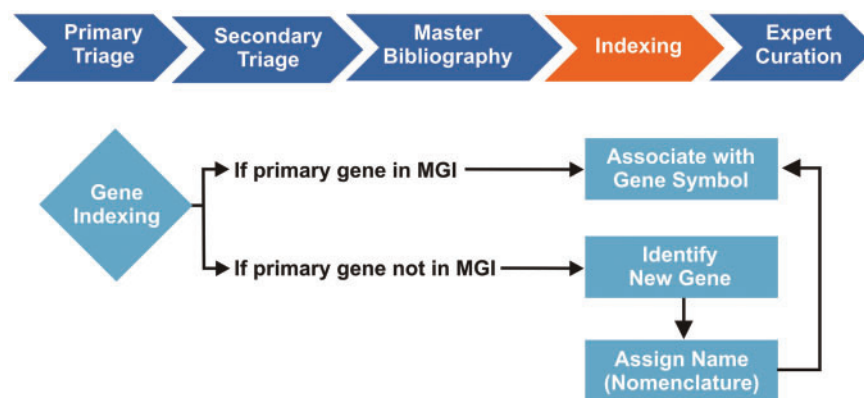 Primary
Triage
Secondary
Triage
Master
Bibliography
Indexing
Expert
Curation
Gene
Indexing
If primary gene in MGI
Associate with
Gene Symbol
If primary gene not in MGI
Identify
New Gene
Assign Name
(Nomenclature)